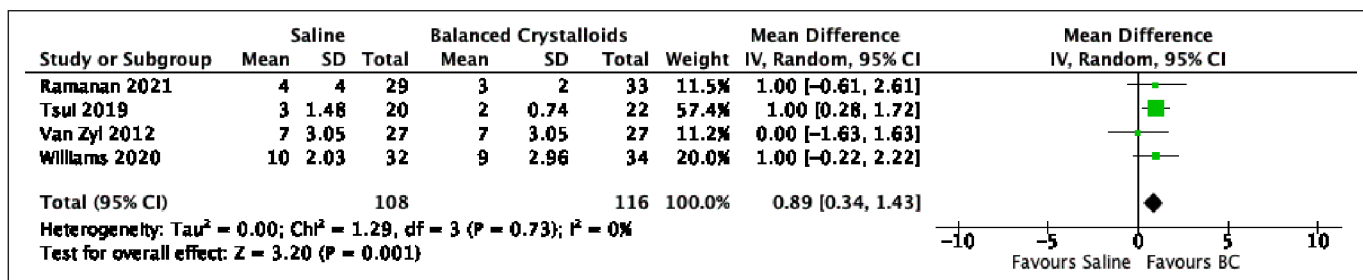 Saline Balanced Crystalloids Mean Difference Mean Difference
Study or Subgroup Mean SD Total Mean SD Total Weight IV, Random, 95% CI IV, Random, 95% CI
Ramanan 2021 4 4 29 3 2 33 11.5% 1.00 [-0.61, 2.61]
Tsui 2019 3 1.48 20 2 0.74 22 57.4% 1.00 [0.28, 1.72]
Van Zyl 2012 7 3.05 27 7 3.05 27 11.2% 0.00 [-1.63, 1.63]
Williams 2020 10 2.03 32 9 2.96 34 20.0% 1.00 [-0.22, 2.22]
Total (95% CI) 108 116 100.0% 0.89 [0.34, 1.43]
Heterogeneity: Tau² = 0.00; Chi² = 1.29, df = 3 (P = 0.73); I² = 0%
Test for overall effect: Z = 3.20 (P = 0.001)
-10 -5 0 5 10
Favours Saline Favours BC